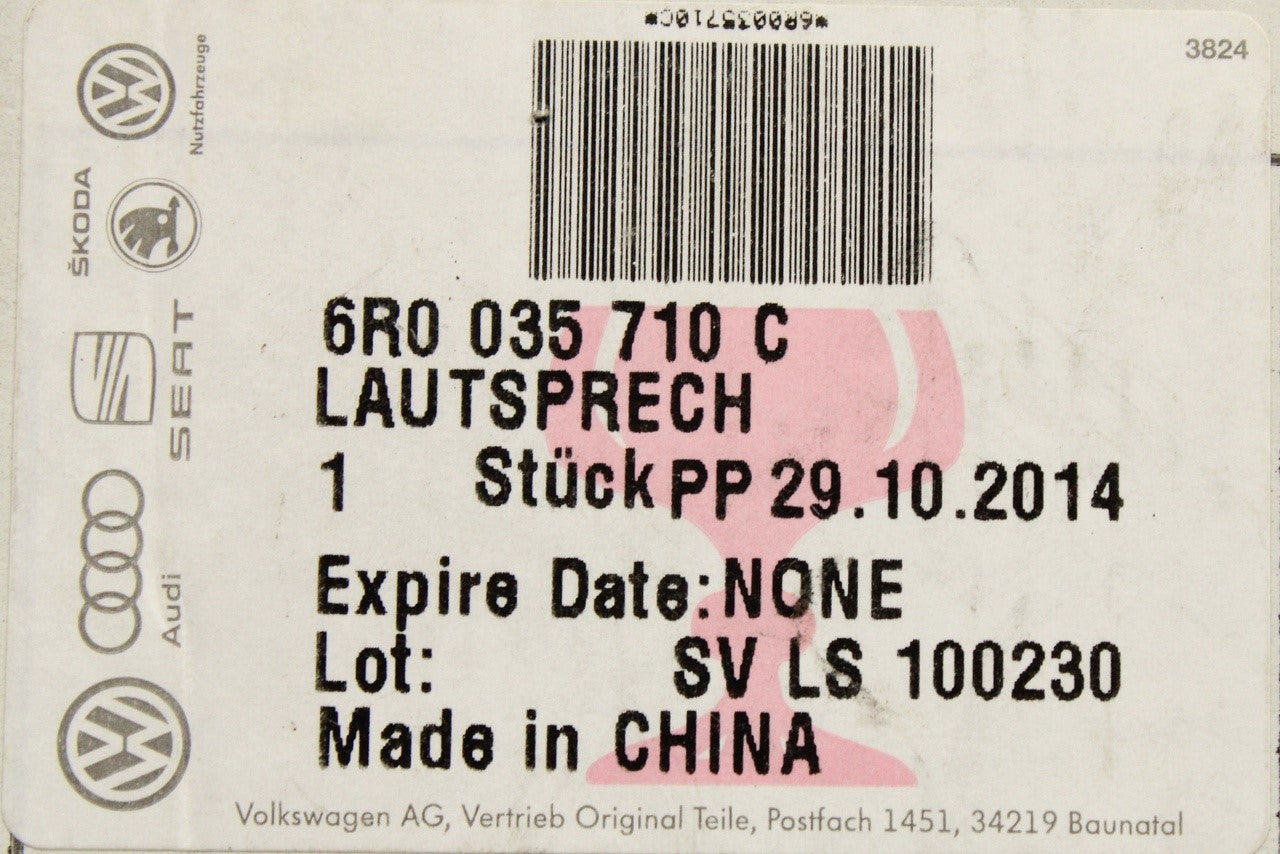 *6R0035710C*
3824
Nutzfahrzeuge
ŠKODA
SEAT
Audi
6R0 035 710 C
LAUTSPRECH
1 Stück PP 29.10.2014
Expire Date:NONE
Lot: SV LS 100230
Made in CHINA
Volkswagen AG, Vertrieb Original Teile, Postfach 1451, 34219 Baunatal